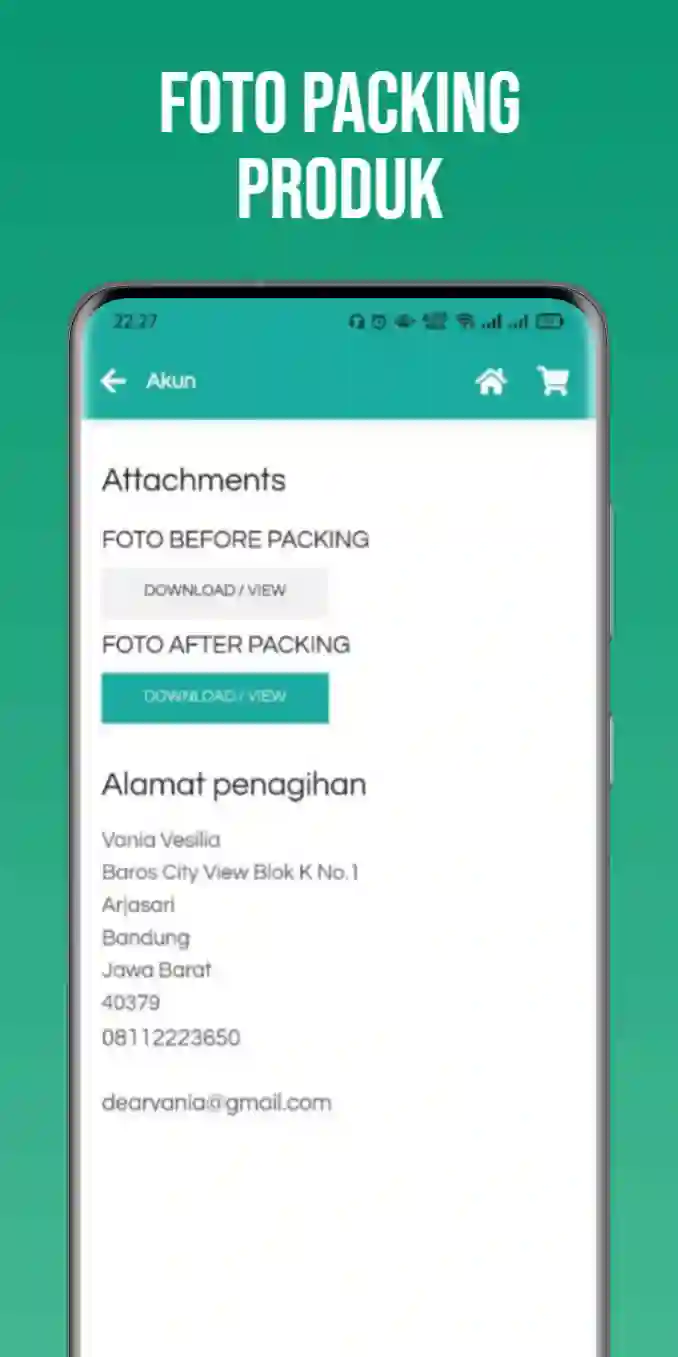 FOTO PACKING
PRODUK
22.27
Akun
Attachments
FOTO BEFORE PACKING
DOWNLOAD / VIEW
FOTO AFTER PACKING
DOWNLOAD / VIEW
Alamat penagihan
Vania Vesilia
Baros City View Blok K No.1
Arjasari
Bandung
Jawa Barat
40379
08112223650
dearvania@gmail.com